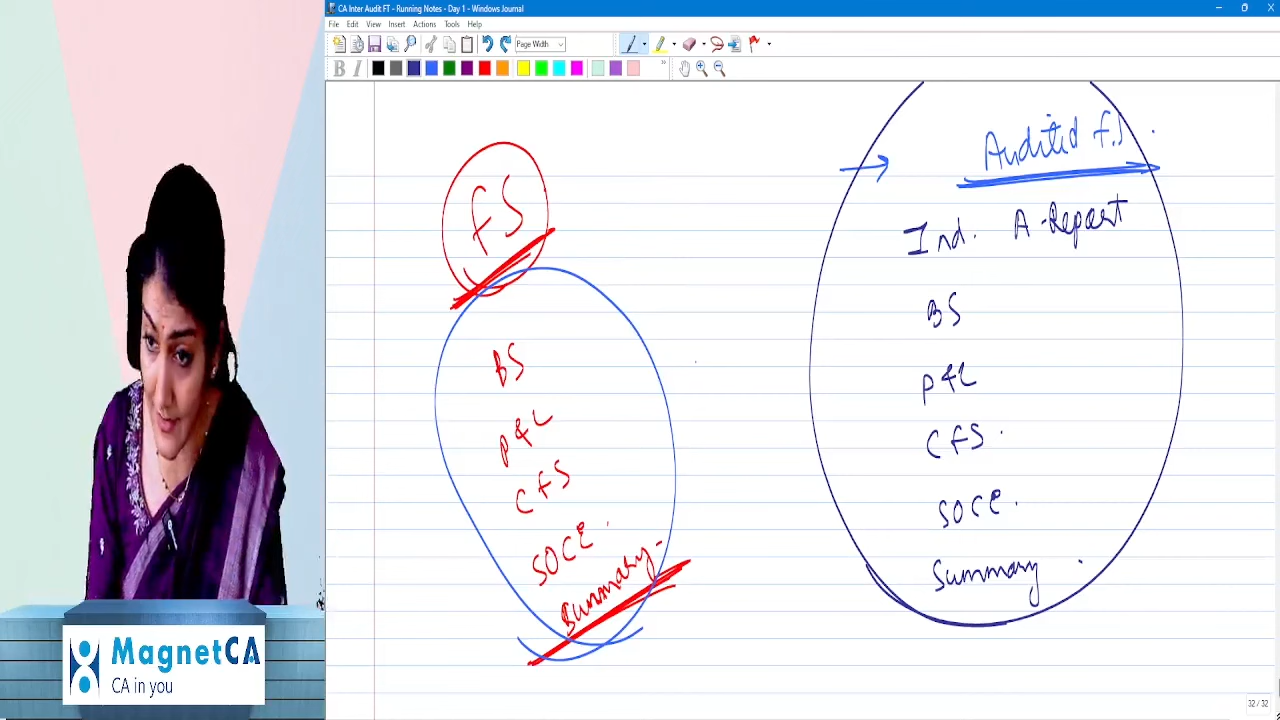 CA Inter Audit FT - Running Notes - Day 1 - Windows Journal
File Edit View Insert Actions Tools Help
Page Width
B I
FS
BS
P&L
CFS
SOCE
Summary
Audited F.S.
Ind. A-Report
BS
P&L
CFS
SOCE
Summary
MagnetCA
CA in you
32 / 32